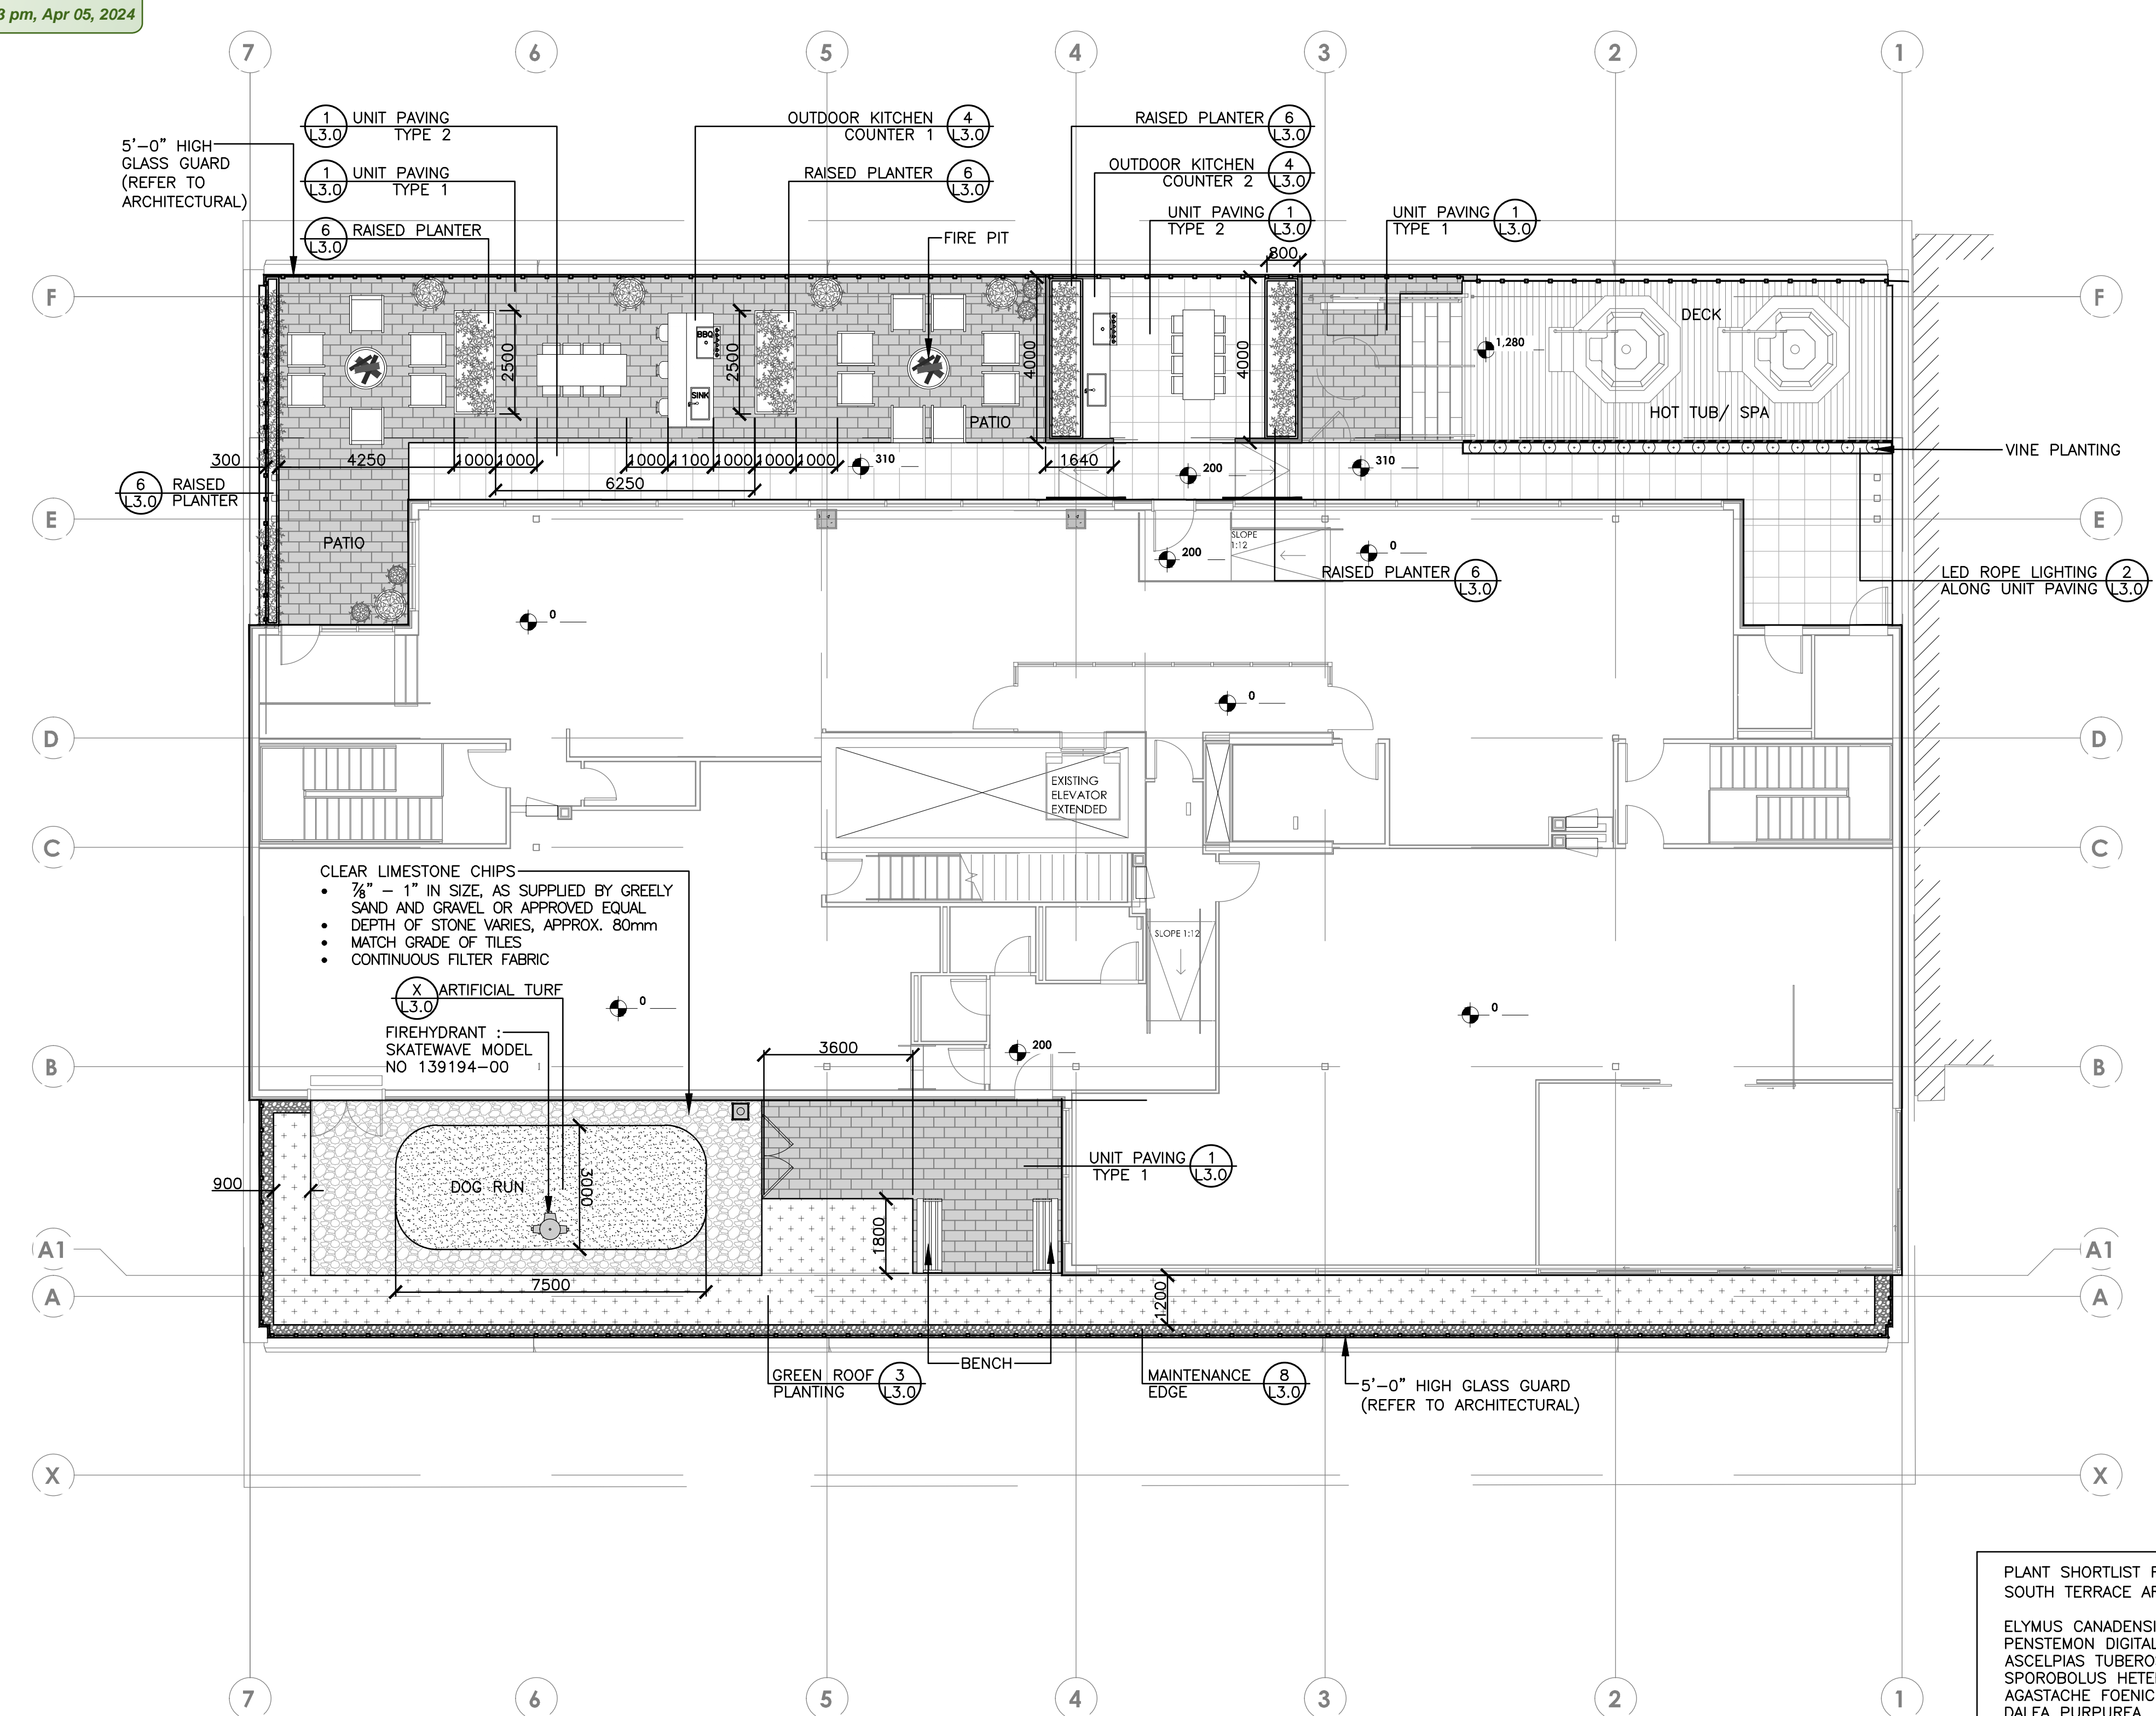 3 pm, Apr 05, 2024
7 6 5 4 3 2 1
1 UNIT PAVING
L3.0 TYPE 2
OUTDOOR KITCHEN 4
COUNTER 1 L3.0
RAISED PLANTER 6
L3.0
5'-0" HIGH
GLASS GUARD
(REFER TO
ARCHITECTURAL)
1 UNIT PAVING
L3.0 TYPE 1
RAISED PLANTER 6
L3.0
OUTDOOR KITCHEN 4
COUNTER 2 L3.0
6 RAISED PLANTER
L3.0
FIRE PIT
UNIT PAVING 1
TYPE 2 L3.0
UNIT PAVING 1
TYPE 1 L3.0
800
F
F
DECK
BBQ
SINK
2500
2500
4000
4000
1,280
PATIO
HOT TUB/ SPA
VINE PLANTING
300
4250
1000
1000
1000
1100
1000
1000
1000
310
1640
200
310
6250
6 RAISED
L3.0 PLANTER
E
E
PATIO
SLOPE
1:12
200
0
RAISED PLANTER 6
L3.0
LED ROPE LIGHTING 2
ALONG UNIT PAVING L3.0
0
0
D
D
EXISTING
ELEVATOR
EXTENDED
C
C
CLEAR LIMESTONE CHIPS
• ⅞" – 1" IN SIZE, AS SUPPLIED BY GREELY
SAND AND GRAVEL OR APPROVED EQUAL
• DEPTH OF STONE VARIES, APPROX. 80mm
• MATCH GRADE OF TILES
• CONTINUOUS FILTER FABRIC
SLOPE 1:12
X ARTIFICIAL TURF
L3.0
0
0
FIREHYDRANT :
SKATEWAVE MODEL
NO 139194-00
3600
200
B
B
UNIT PAVING 1
TYPE 1 L3.0
900
DOG RUN
3000
1800
A1
A1
7500
1200
A
A
BENCH
GREEN ROOF 3
PLANTING L3.0
MAINTENANCE 8
EDGE L3.0
5'-0" HIGH GLASS GUARD
(REFER TO ARCHITECTURAL)
X
X
PLANT SHORTLIST
SOUTH TERRACE
ELYMUS
PENSTEMON
ASCELPIAS
SPOROBOLUS
AGASTACHE
DALEA PURPUREA
7 6 5 4 3 2 1